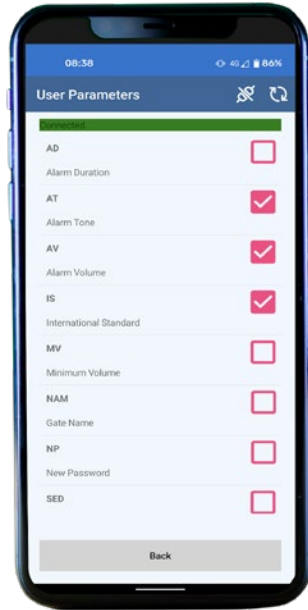 08:38 4G 86%
User Parameters
Connected
AD
Alarm Duration
AT
Alarm Tone
AV
Alarm Volume
IS
International Standard
MV
Minimum Volume
NAM
Gate Name
NP
New Password
SED
Back